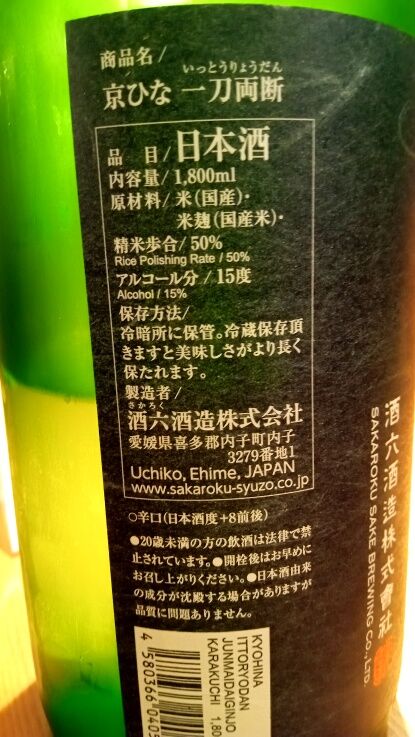 商品名/
いっとうりょうだん
京ひな 一刀両断
品 目/日本酒
内容量/1,800ml
原材料/米(国産)・
米麹(国産米)・
精米歩合/50%
Rice Polishing Rate / 50%
アルコール分/15度
Alcohol / 15%
保存方法/
冷暗所に保管。冷蔵保存頂
きますと美味しさがより長く
保たれます。
製造者/
さかろく
酒六酒造株式会社
愛媛県喜多郡内子町内子
3279番地1
Uchiko, Ehime, JAPAN
www.sakaroku-syuzo.co.jp
○辛口(日本酒度+8前後)
●20歳未満の方の飲酒は法律で禁
止されています。●開栓後はお早めに
お召し上がりください。●日本酒由来
の成分が沈殿する場合がありますが
品質に問題ありません。
KYOHINA
ITTORYODAN
JUNMAIDAIGINJO
KARAKUCHI 1,80
4 580366 0405
酒六酒造株式會社
SAKAROKU SAKE BREWING CO.,LTD.